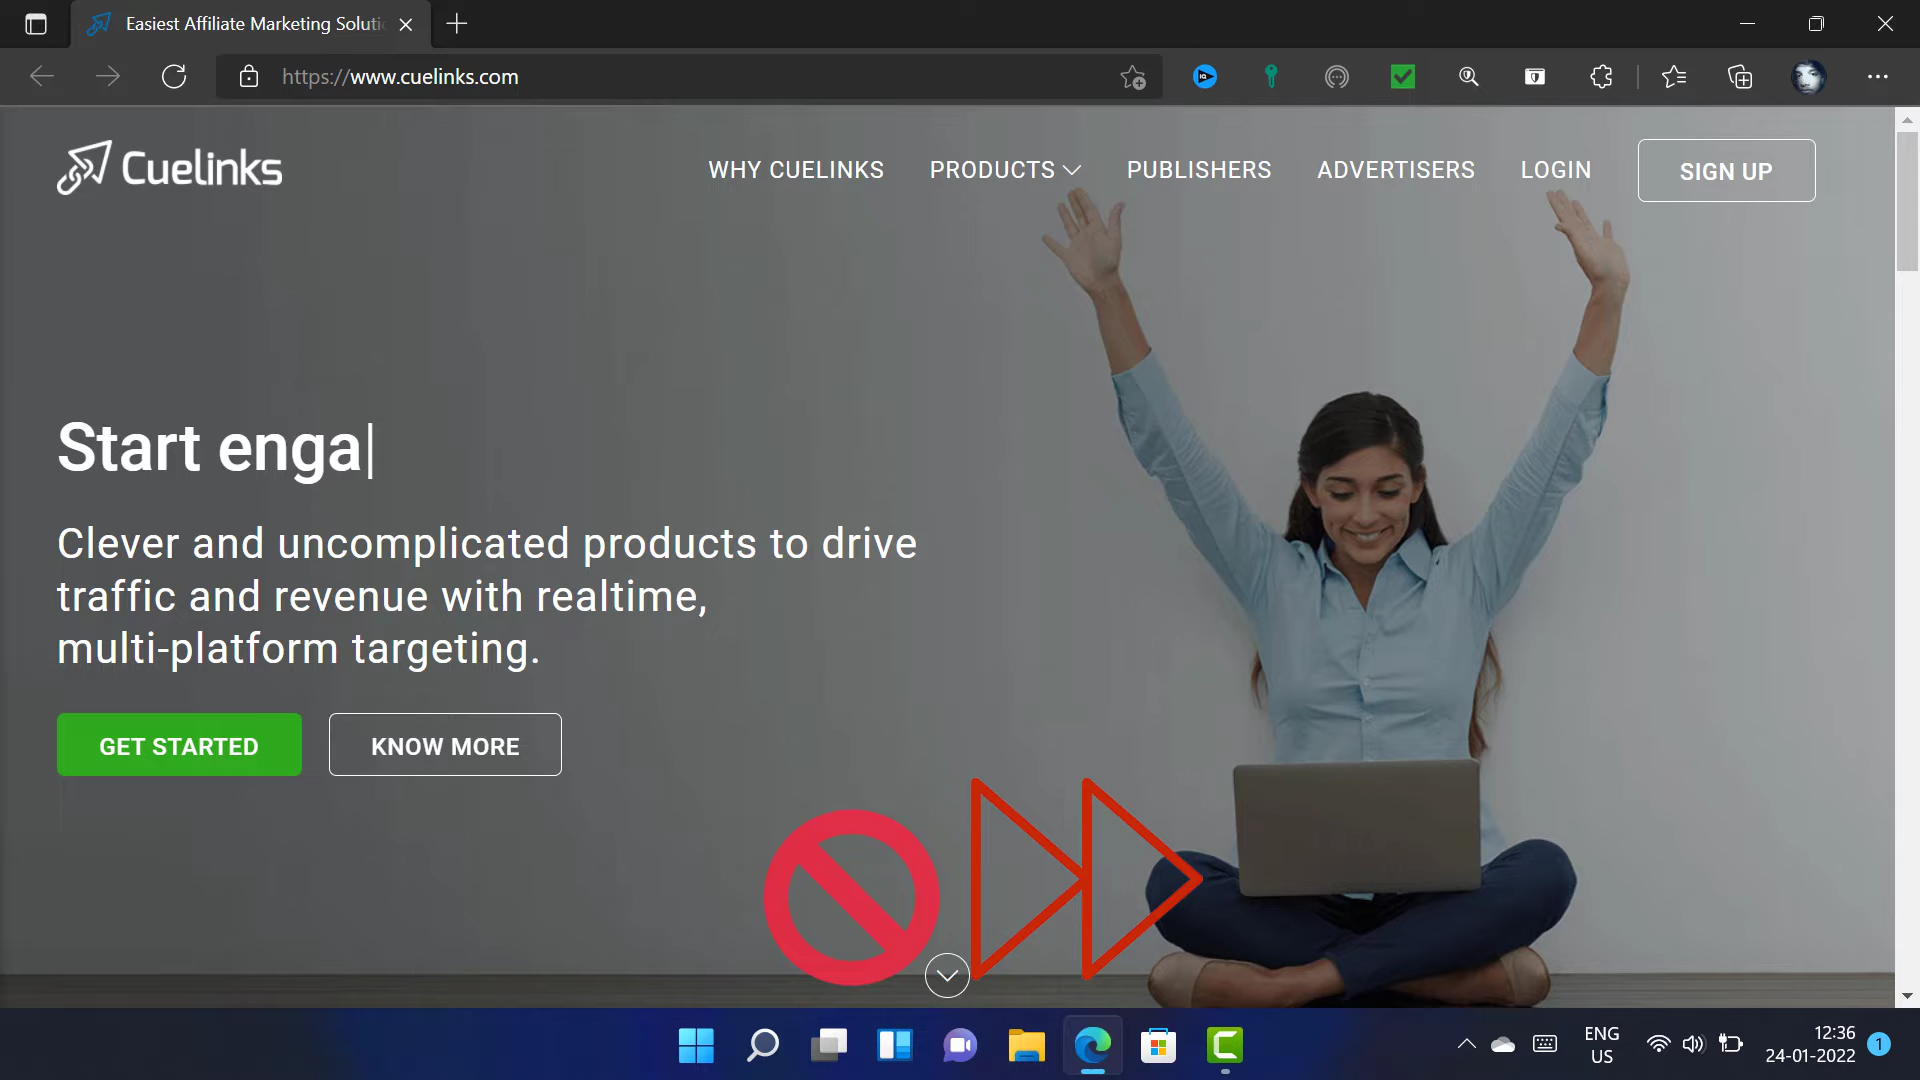 Easiest Affiliate Marketing Soluti
https://www.cuelinks.com
Cuelinks
WHY CUELINKS
PRODUCTS
PUBLISHERS
ADVERTISERS
LOGIN
SIGN UP
Start enga
Clever and uncomplicated products to drive
traffic and revenue with realtime,
multi-platform targeting.
GET STARTED
KNOW MORE
ENG
US
12:36
24-01-2022
1